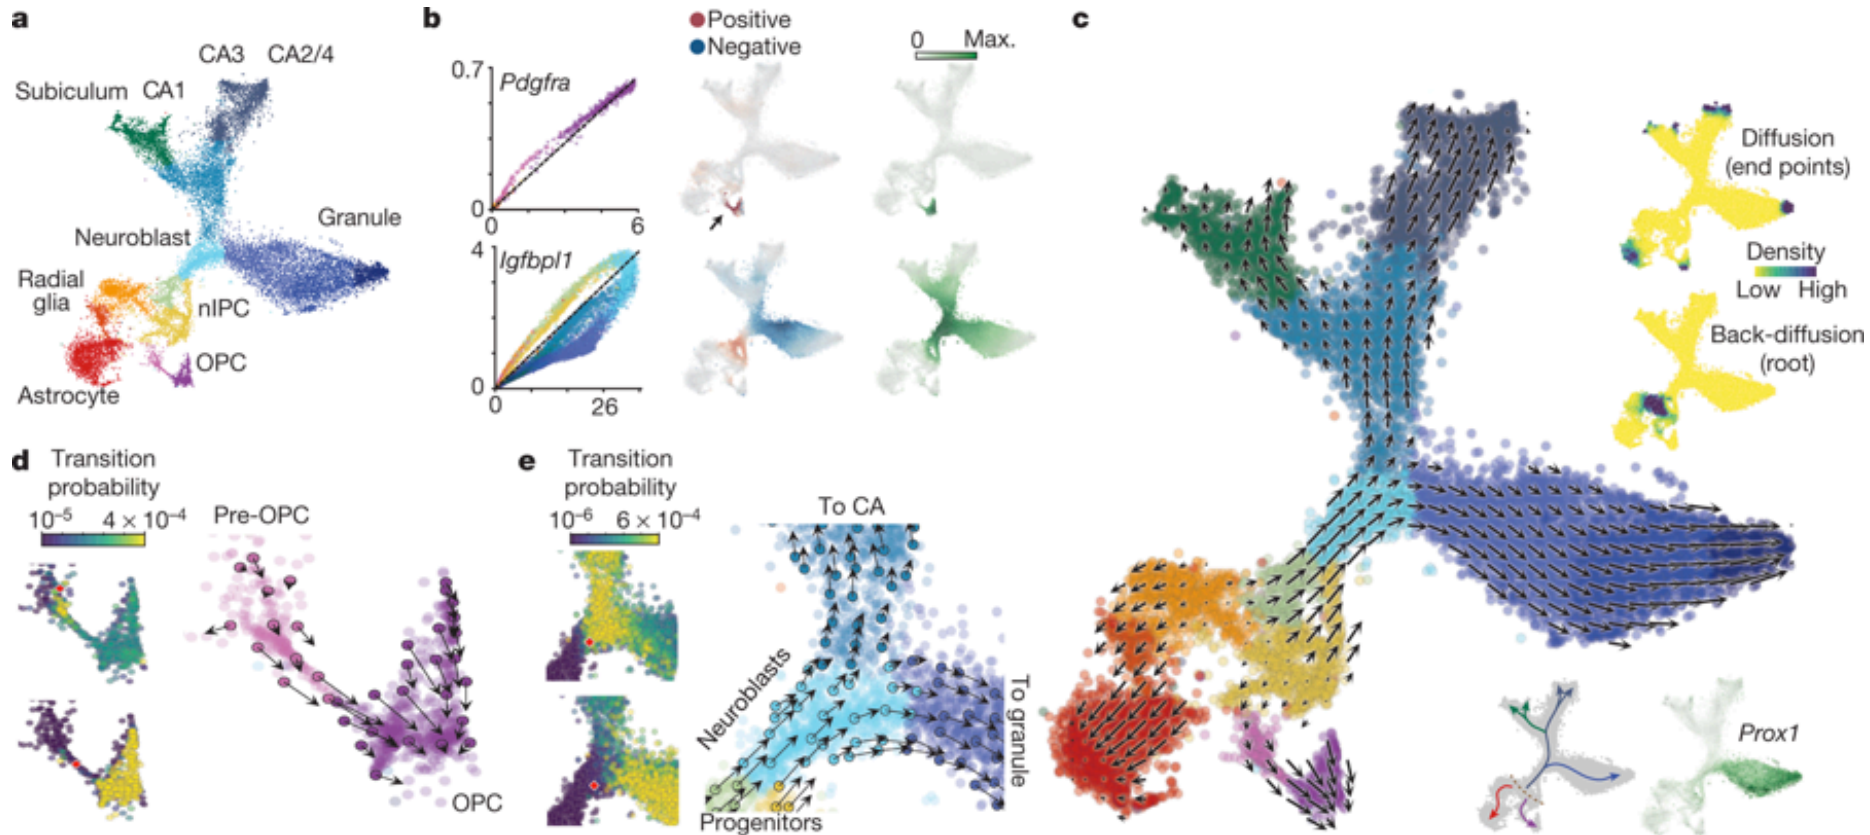 a
CA3
CA2/4
Subiculum
CA1
Neuroblast
Granule
Radial
glia
nIPC
OPC
Astrocyte
b
Positive
Negative
0
Max.
0.7
Pdgfra
0
0
6
4
Igfbpl1
2
0
0
26
c
Diffusion
(end points)
Density
Low
High
Back-diffusion
(root)
Prox1
d
Transition
probability
10⁻⁵
4 × 10⁻⁴
Pre-OPC
OPC
e
Transition
probability
10⁻⁶
6 × 10⁻⁴
To CA
Neuroblasts
To granule
Progenitors